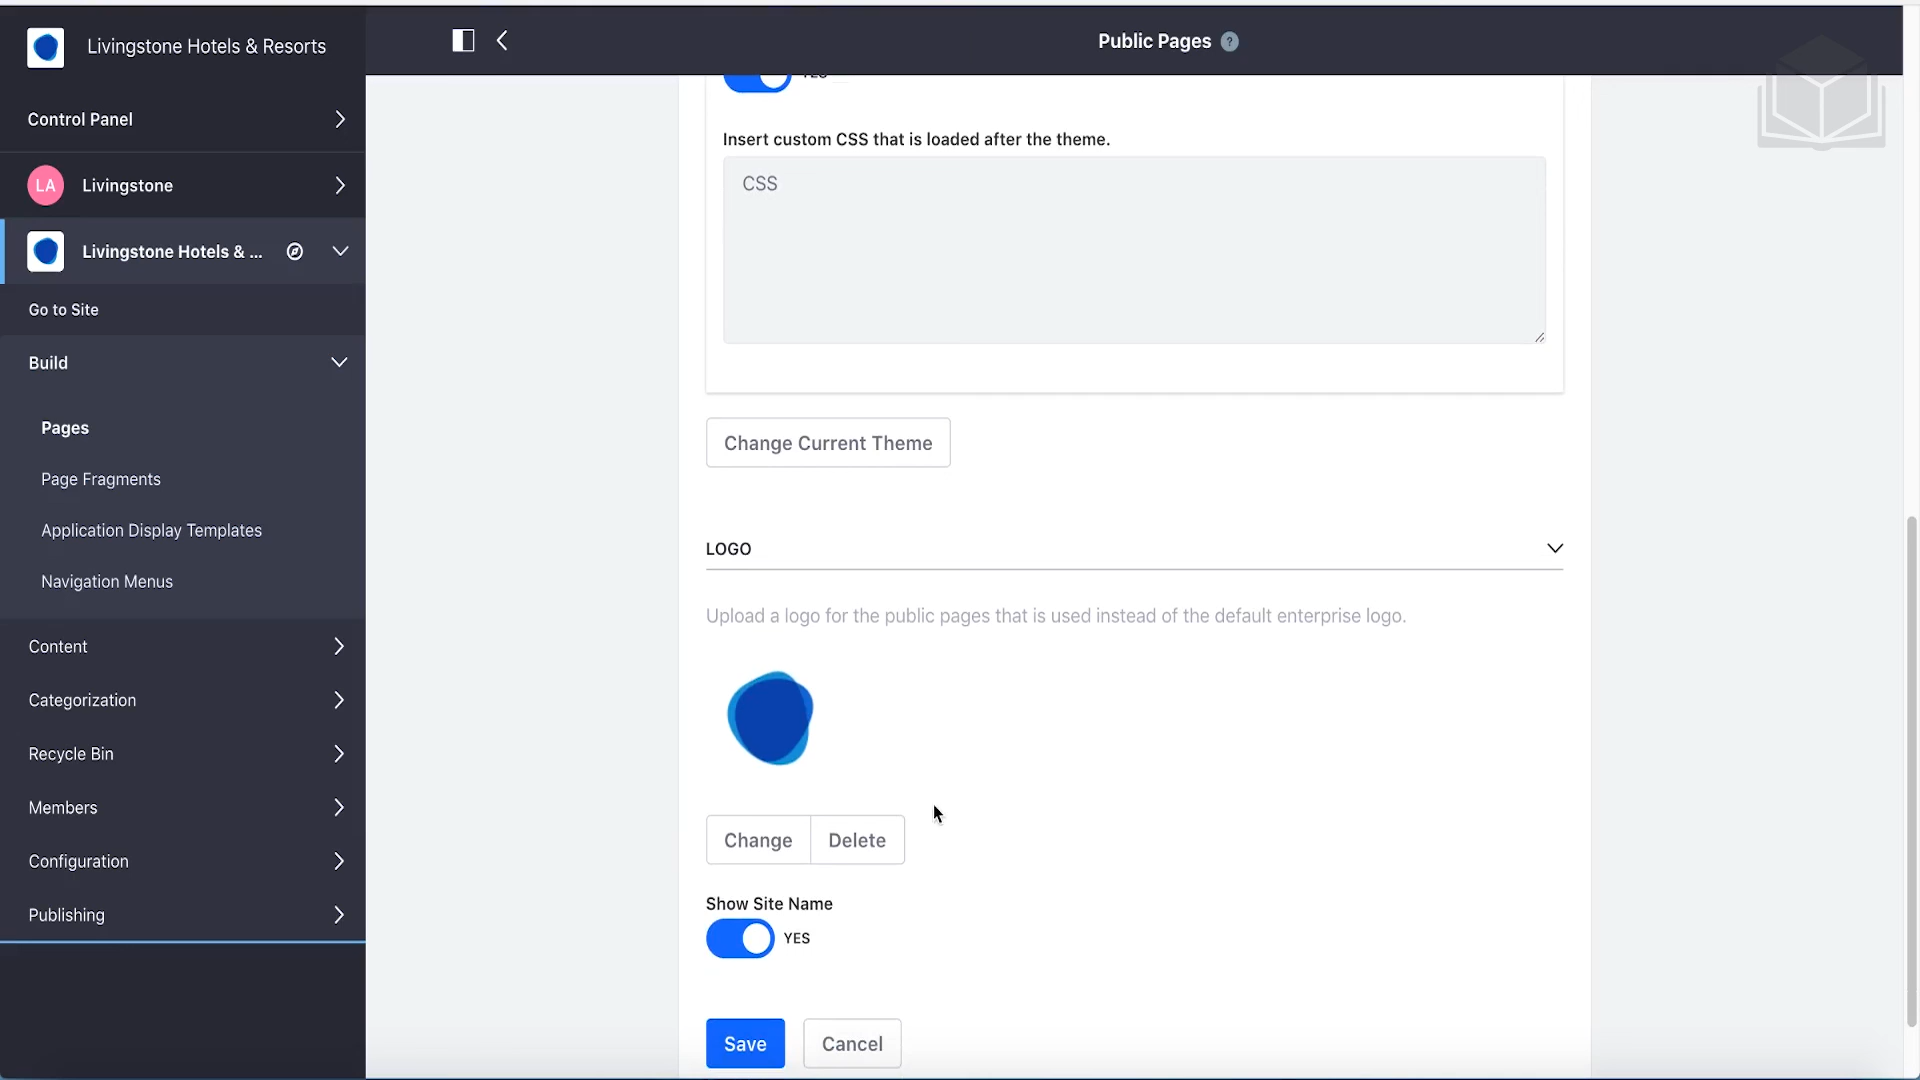 Livingstone Hotels & Resorts
Public Pages ?
Control Panel
LA Livingstone
Livingstone Hotels & ...
Go to Site
Build
Pages
Page Fragments
Application Display Templates
Navigation Menus
Content
Categorization
Recycle Bin
Members
Configuration
Publishing
Insert custom CSS that is loaded after the theme.
CSS
Change Current Theme
LOGO
Upload a logo for the public pages that is used instead of the default enterprise logo.
Change Delete
Show Site Name
YES
Save Cancel